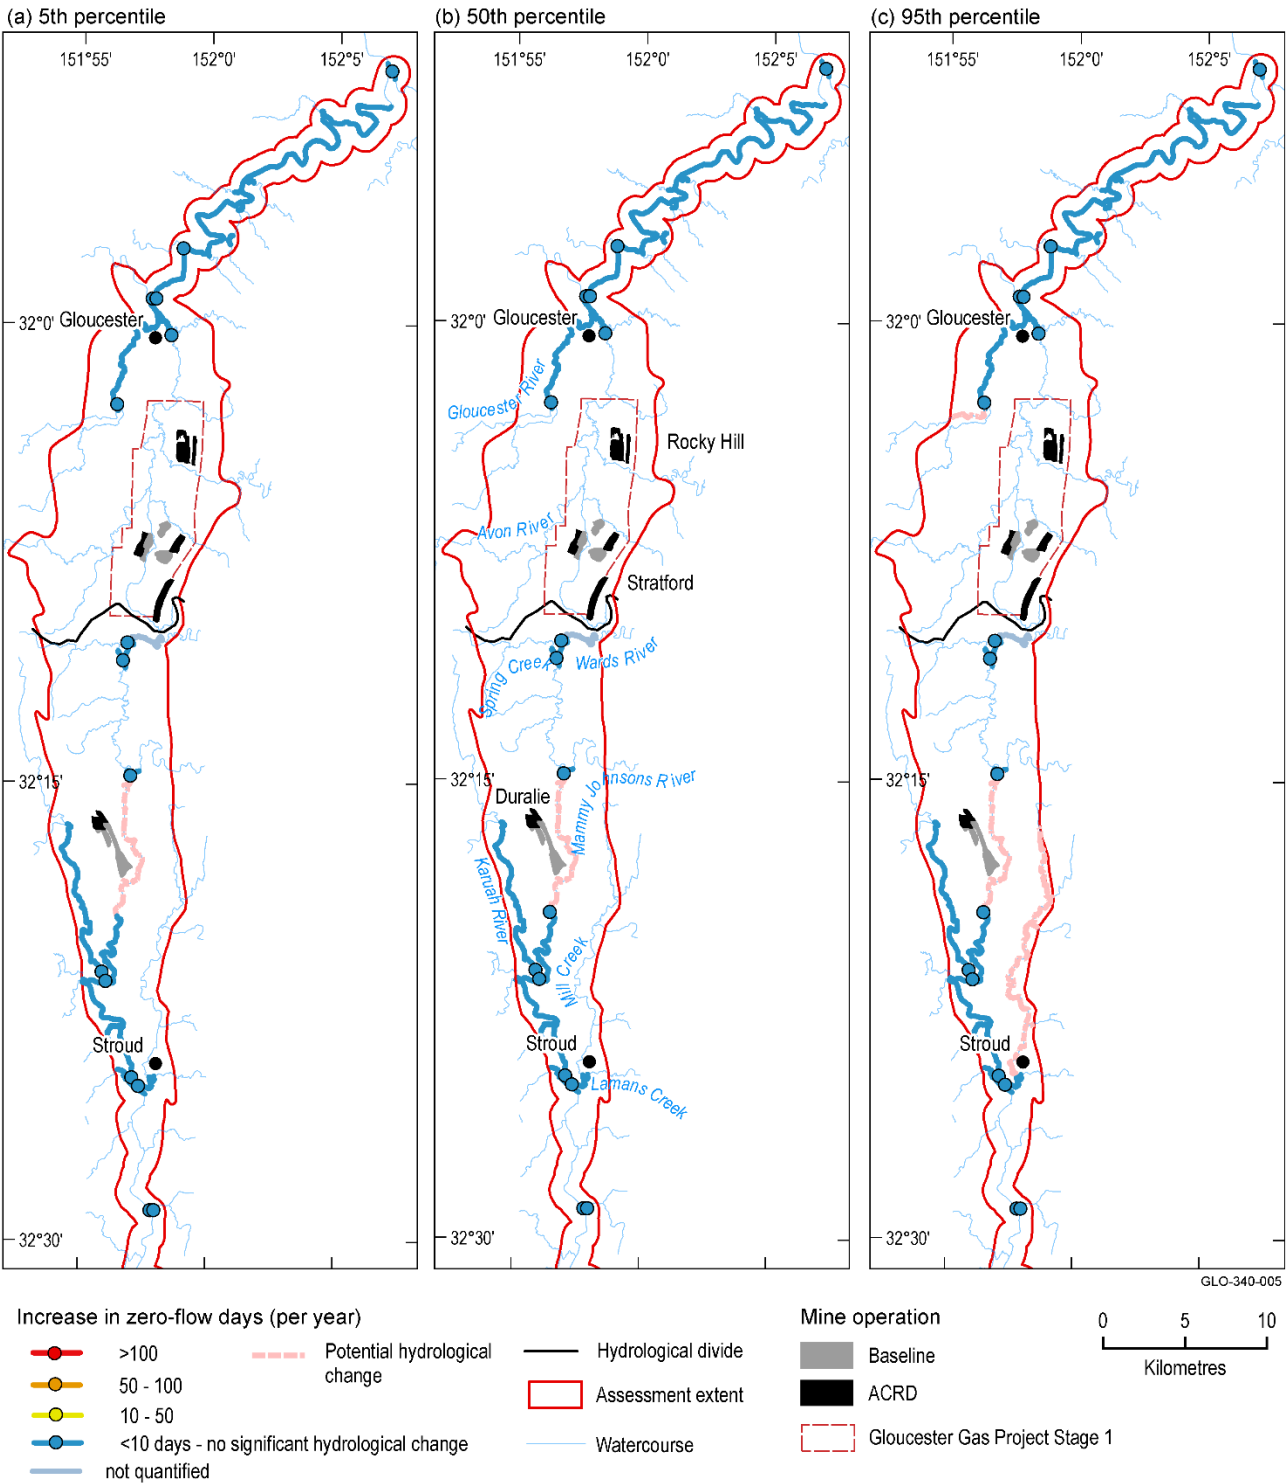 (a) 5th percentile
(b) 50th percentile
(c) 95th percentile
151°55'
152°0'
152°5'
151°55'
152°0'
152°5'
151°55'
152°0'
152°5'
32°0'
Gloucester
32°0'
Gloucester
32°0'
Gloucester
Gloucester River
Rocky Hill
Avon River
Stratford
Spring Creek
Wards River
32°15'
32°15'
Duralie
Mammy Johnsons River
32°15'
Karuah River
Mill Creek
Stroud
Stroud
Stroud
Lamans Creek
32°30'
32°30'
32°30'
GLO-340-005
Increase in zero-flow days (per year)
>100
50 - 100
10 - 50
<10 days - no significant hydrological change
not quantified
Potential hydrological
change
Hydrological divide
Assessment extent
Watercourse
Mine operation
Baseline
ACRD
Gloucester Gas Project Stage 1
0
5
10
Kilometres